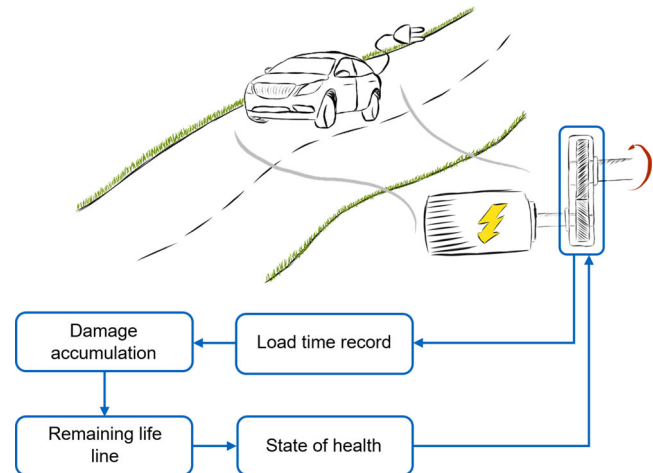 Damage
accumulation
Load time record
Remaining life
line
State of health